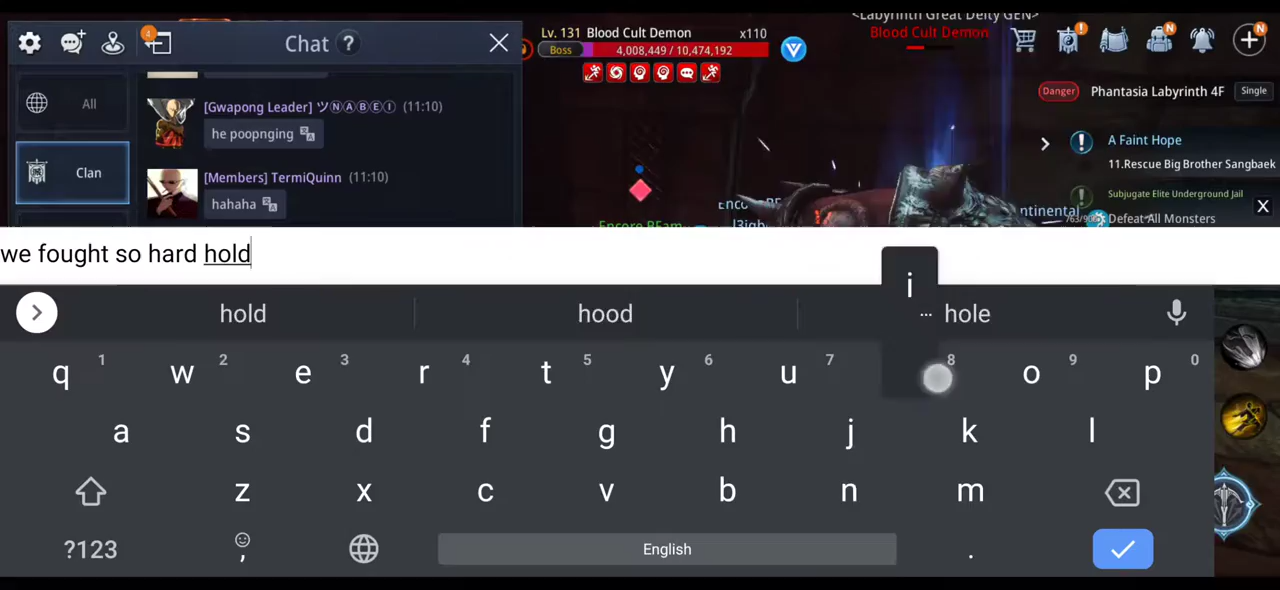 4
Chat ?
All
Clan
[Gwapong Leader] ツⓃⒶⒷⒺⒾ (11:10)
he poopnging
[Members] TermiQuinn (11:10)
hahaha
<Labyrinth Great Deity GEN>
Blood Cult Demon
Lv. 131 Blood Cult Demon x110
Boss 4,008,449 / 10,474,192
N
N
Danger Phantasia Labyrinth 4F Single
A Faint Hope
11.Rescue Big Brother Sangbaek
Subjugate Elite Underground Jail
Defeat All Monsters
X
ntinental
we fought so hard hold
i
hold hood ... hole
q 1 w 2 e 3 r 4 t 5 y 6 u 7 8 o 9 p 0
a s d f g h j k l
z x c v b n m
?123 , English .